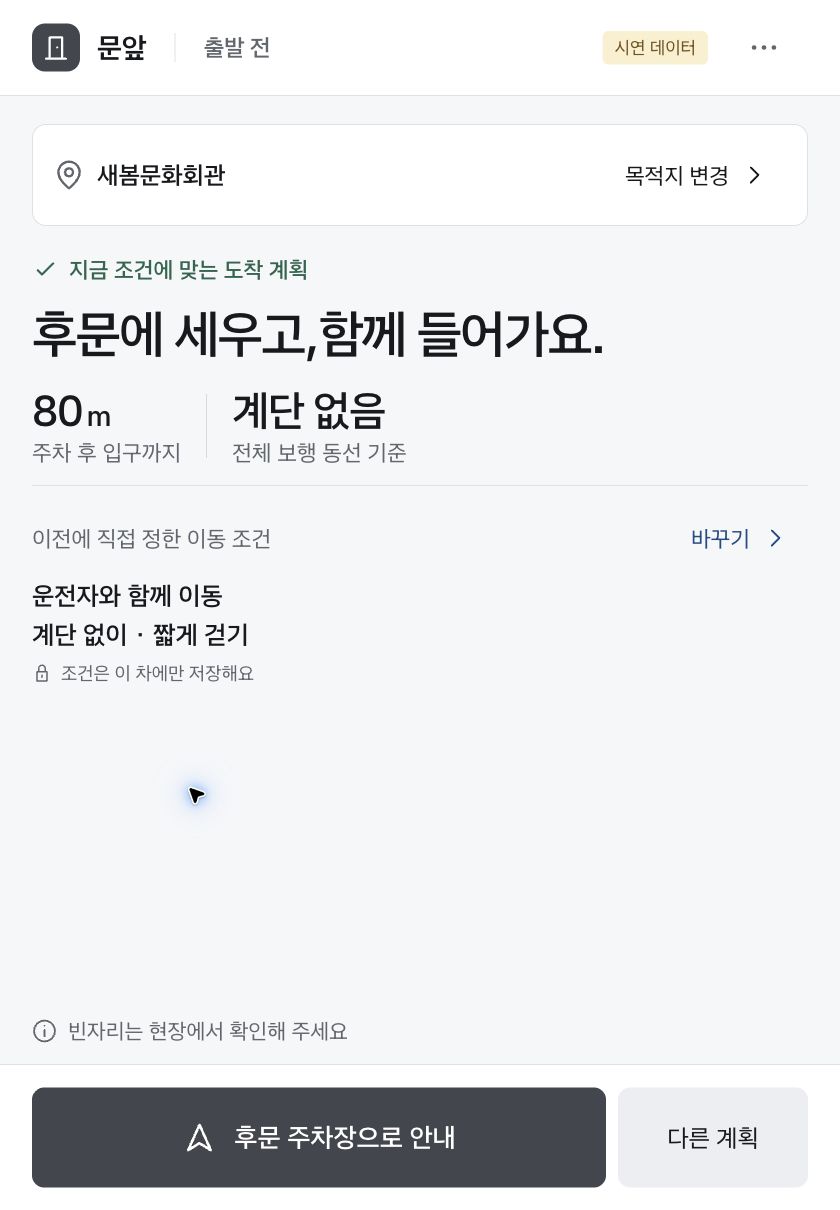 문앞
출발 전
시연 데이터
새봄문화회관
목적지 변경
지금 조건에 맞는 도착 계획
후문에 세우고,함께 들어가요.
80m
계단 없음
주차 후 입구까지
전체 보행 동선 기준
이전에 직접 정한 이동 조건
바꾸기
운전자와 함께 이동
계단 없이 · 짧게 걷기
조건은 이 차에만 저장해요
빈자리는 현장에서 확인해 주세요
후문 주차장으로 안내
다른 계획